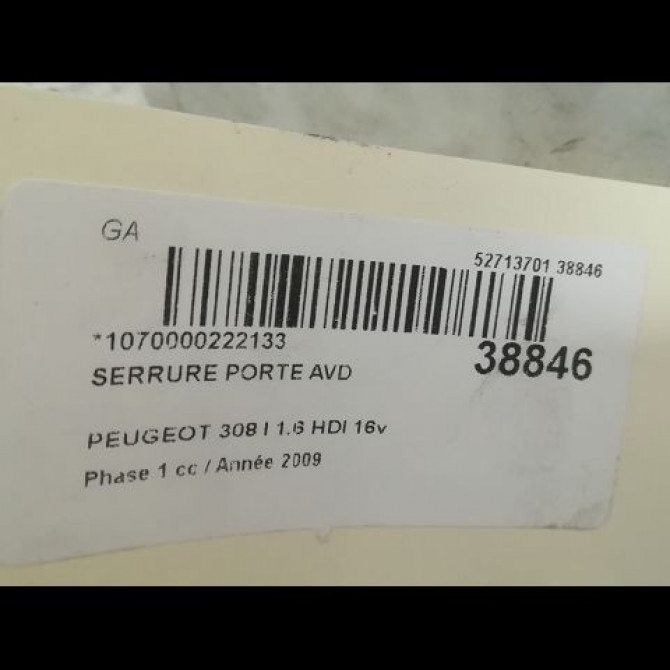 GA
52713701 38846
*1070000222133
38846
SERRURE PORTE AVD
PEUGEOT 308 I 1.6 HDI 16v
Phase 1 cc / Année 2009